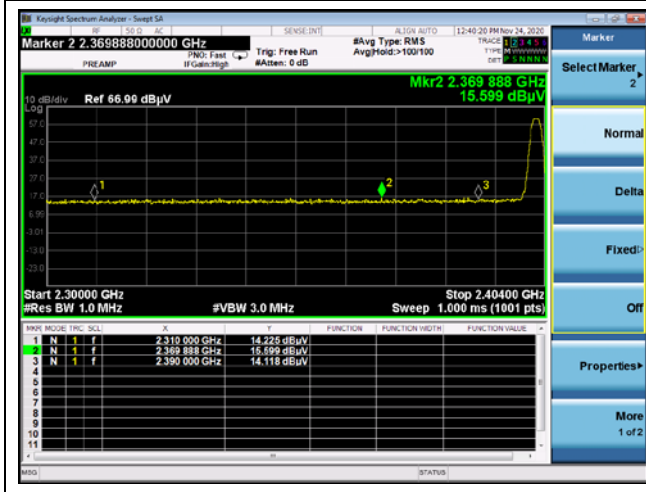 Keysight Spectrum Analyzer - Swept SA
RF 50 Ω AC SENSE:INT ALIGN AUTO 12:40:20 PM Nov 24, 2020
Marker 2 2.369888000000 GHz
PREAMP
PNO: Fast
IFGain:High
Trig: Free Run
#Atten: 0 dB
#Avg Type: RMS
Avg|Hold:>100/100
TRACE 1 2 3 4 5
TYPE M
DET P S N N N N
Mkr2 2.369 888 GHz
15.599 dBµV
10 dB/div Ref 66.99 dBµV
Log
57.0
47.0
37.0
27.0
17.0
6.99
-3.01
-13.0
-23.0
1
2
3
Start 2.30000 GHz
Stop 2.40400 GHz
#Res BW 1.0 MHz
#VBW 3.0 MHz
Sweep 1.000 ms (1001 pts)
MKR MODE TRC SCL X Y FUNCTION FUNCTION WIDTH FUNCTION VALUE
1 N 1 f 2.310 000 GHz 14.225 dBµV
2 N 1 f 2.369 888 GHz 15.599 dBµV
3 N 1 f 2.390 000 GHz 14.118 dBµV
4
5
6
7
8
9
10
11
MSG
STATUS
Marker
Select Marker
2
Normal
Delta
Fixed
Off
Properties
More
1 of 2